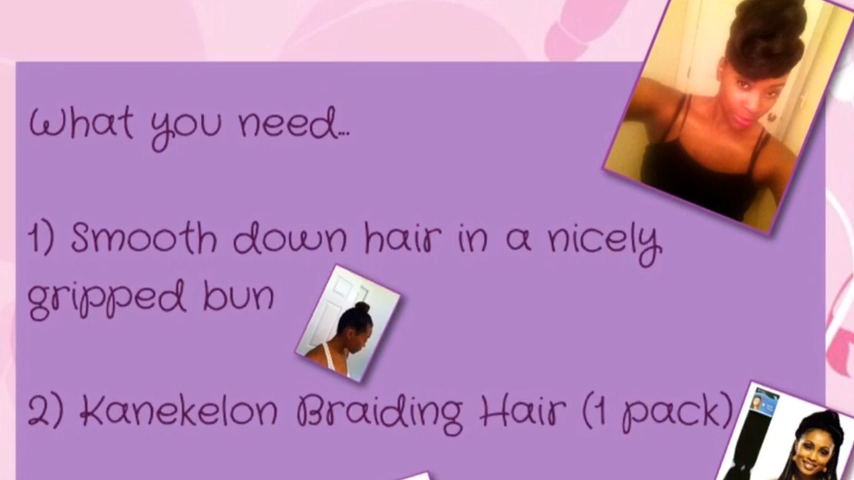 What you need...
1) Smooth down hair in a nicely
gripped bun
2) Kanekelon Braiding Hair (1 pack)